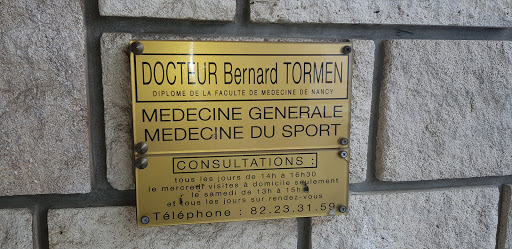 DOCTEUR Bernard TORMEN
DIPLOME DE LA FACULTE DE MEDECINE DE NANCY
MEDECINE GENERALE
MEDECINE DU SPORT
CONSULTATIONS :
tous les jours de 14h à 16h30
le mercredi visites à domicile seulement
le samedi de 13h à 15h
et tous les jours sur rendez-vous
Téléphone : 82.23.31.59